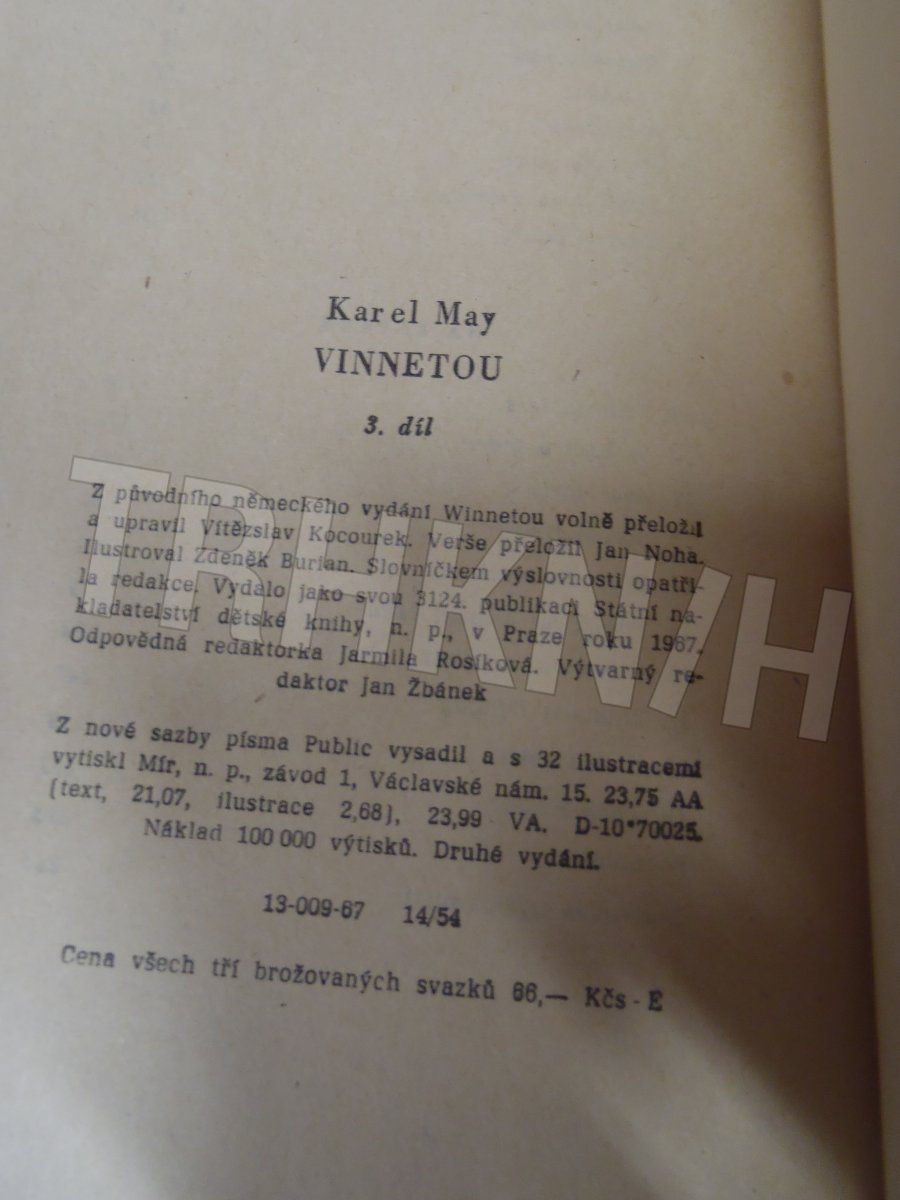 Karel May
VINNETOU
3. díl
Z původního německého vydání Winnetou volně přeložil
a upravil Vítězslav Kocourek. Verše přeložil Jan Noha.
Ilustroval Zdeněk Burian. Slovníčkem výslovnosti opatři-
la redakce. Vydalo jako svou 3124. publikaci Státní na-
kladatelství dětské knihy, n. p., v Praze roku 1967.
Odpovědná redaktorka Jarmila Rosíková. Výtvarný re-
daktor Jan Žbánek
Z nové sazby písma Public vysadil a s 32 ilustracemi
vytiskl Mír, n. p., závod 1, Václavské nám. 15. 23,75 AA
(text, 21,07, ilustrace 2,68), 23,99 VA. D-10*70025.
Náklad 100 000 výtisků. Druhé vydání.
13-009-67 14/54
Cena všech tří brožovaných svazků 66,— Kčs - E